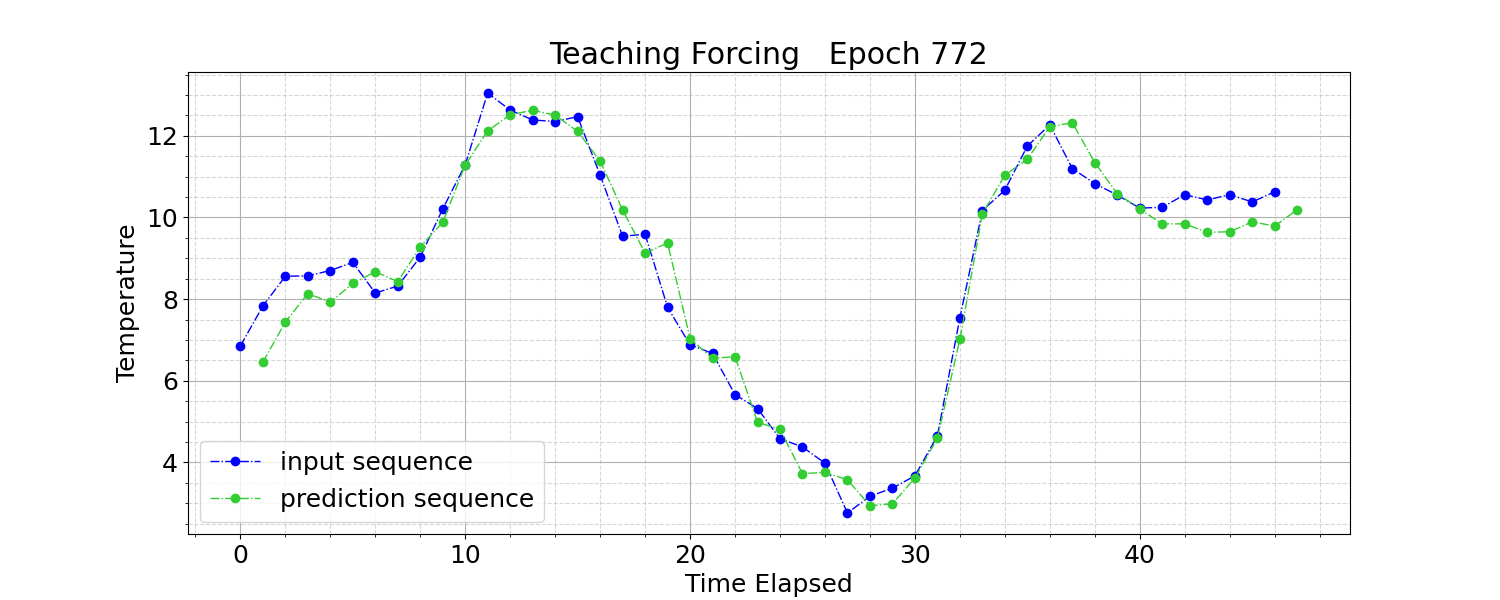 Teaching Forcing   Epoch 772
Temperature
12
10
8
6
4
input sequence
prediction sequence
0 10 20 30 40
Time Elapsed